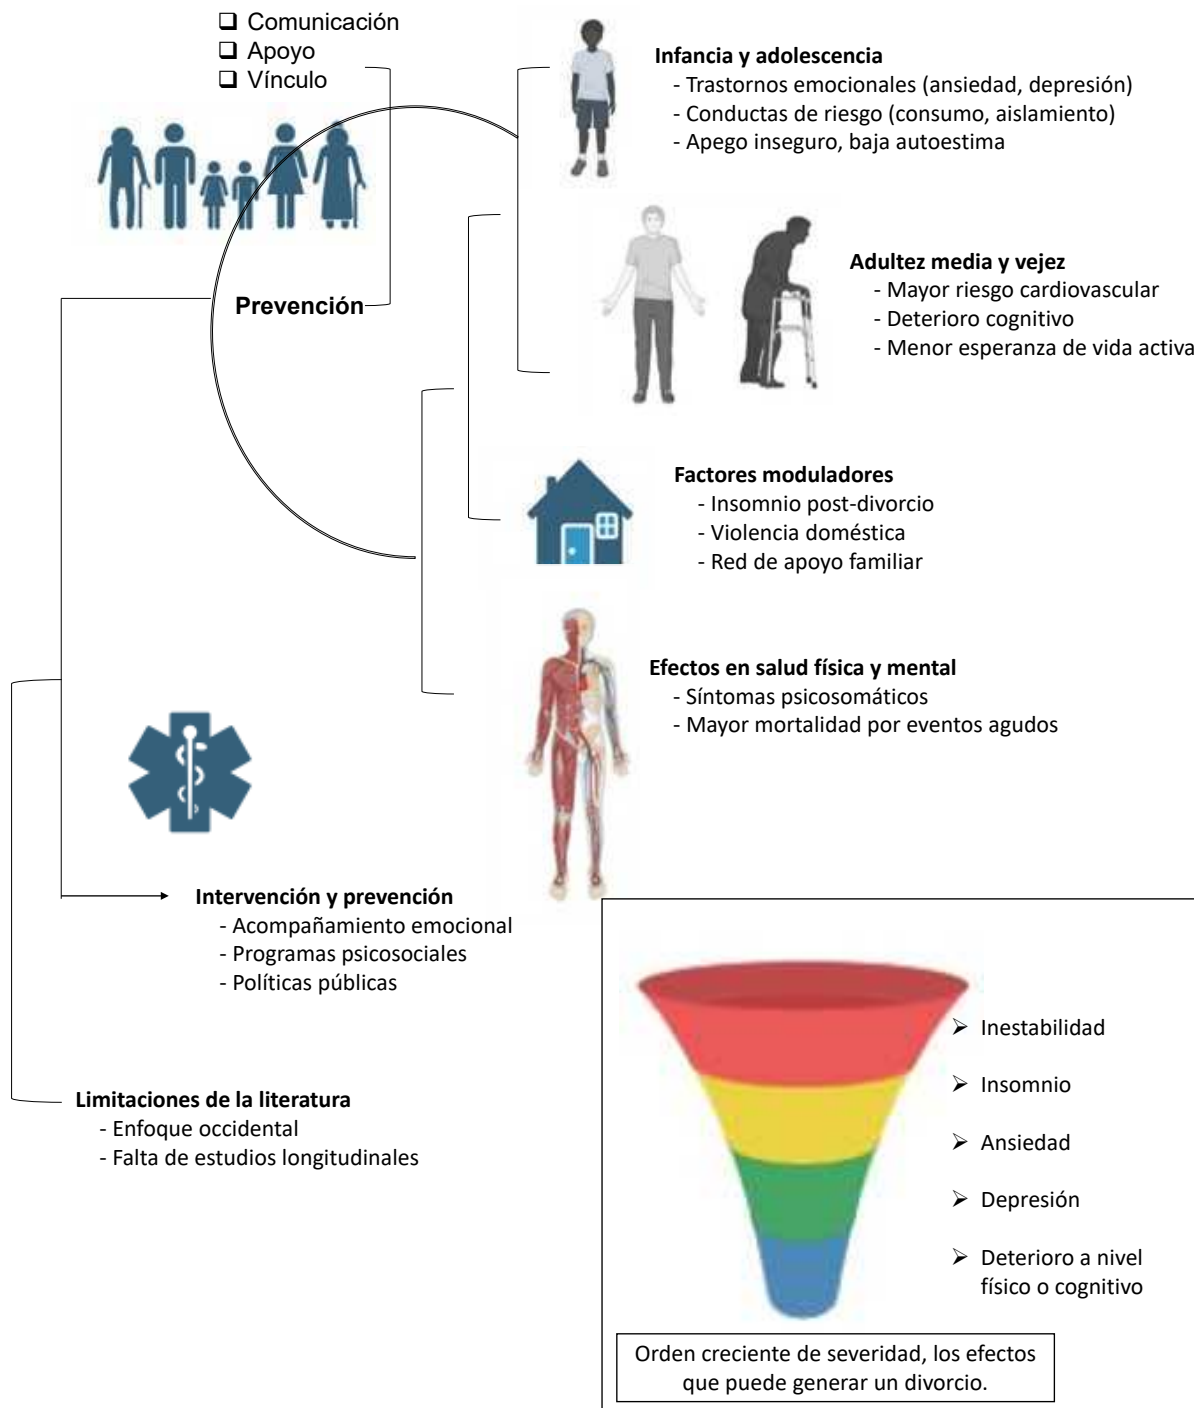 ❑ Comunicación
❑ Apoyo
❑ Vínculo
Prevención
Infancia y adolescencia
- Trastornos emocionales (ansiedad, depresión)
- Conductas de riesgo (consumo, aislamiento)
- Apego inseguro, baja autoestima
Adultez media y vejez
- Mayor riesgo cardiovascular
- Deterioro cognitivo
- Menor esperanza de vida activa
Factores moduladores
- Insomnio post-divorcio
- Violencia doméstica
- Red de apoyo familiar
Efectos en salud física y mental
- Síntomas psicosomáticos
- Mayor mortalidad por eventos agudos
Intervención y prevención
- Acompañamiento emocional
- Programas psicosociales
- Políticas públicas
Limitaciones de la literatura
- Enfoque occidental
- Falta de estudios longitudinales
➢ Inestabilidad
➢ Insomnio
➢ Ansiedad
➢ Depresión
➢ Deterioro a nivel
físico o cognitivo
Orden creciente de severidad, los efectos
que puede generar un divorcio.